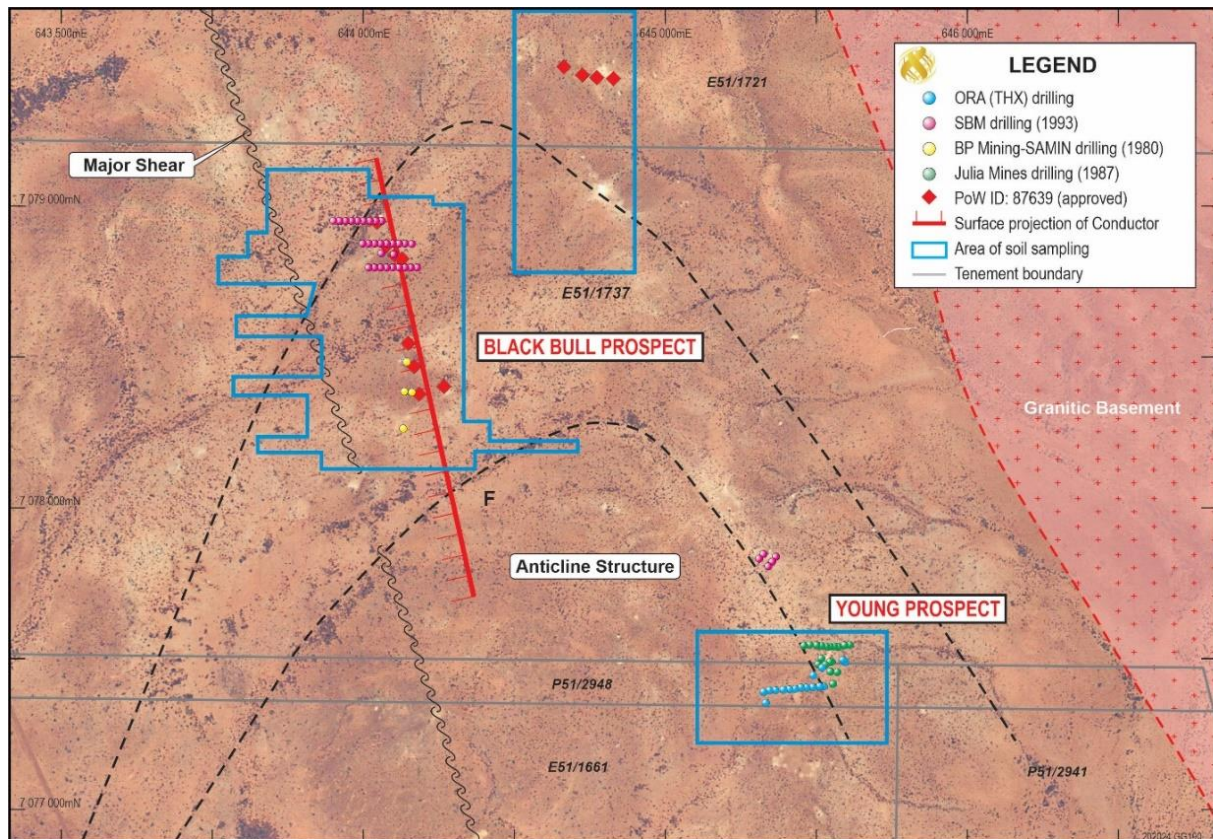 643 500mE
644 000mE
645 000mE
646 000mE
LEGEND
ORA (THX) drilling
SBM drilling (1993)
BP Mining-SAMIN drilling (1980)
Julia Mines drilling (1987)
PoW ID: 87639 (approved)
Surface projection of Conductor
Area of soil sampling
Tenement boundary
E51/1721
Major Shear
7 079 000mN
E51/1737
BLACK BULL PROSPECT
Granitic Basement
7 078 000mN
F
Anticline Structure
YOUNG PROSPECT
P51/2948
E51/1661
P51/2941
7 077 000mN